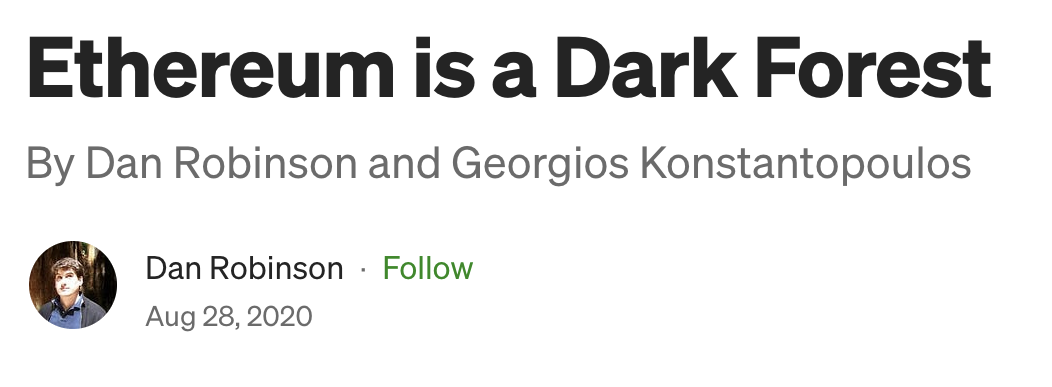 Ethereum is a Dark Forest
By Dan Robinson and Georgios Konstantopoulos
Dan Robinson · Follow
Aug 28, 2020